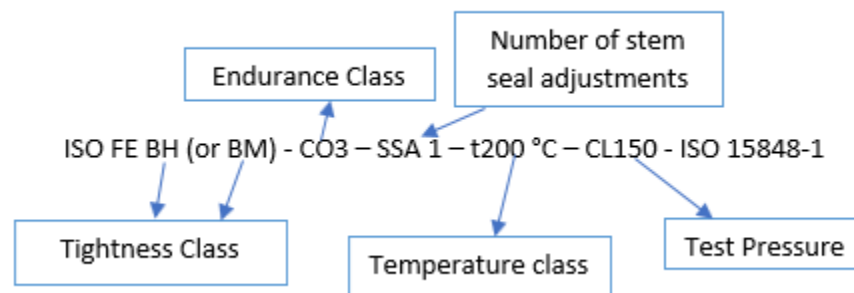 Number of stem
seal adjustments
Endurance Class
ISO FE BH (or BM) - CO3 – SSA 1 – t200 °C – CL150 - ISO 15848-1
Tightness Class
Temperature class
Test Pressure